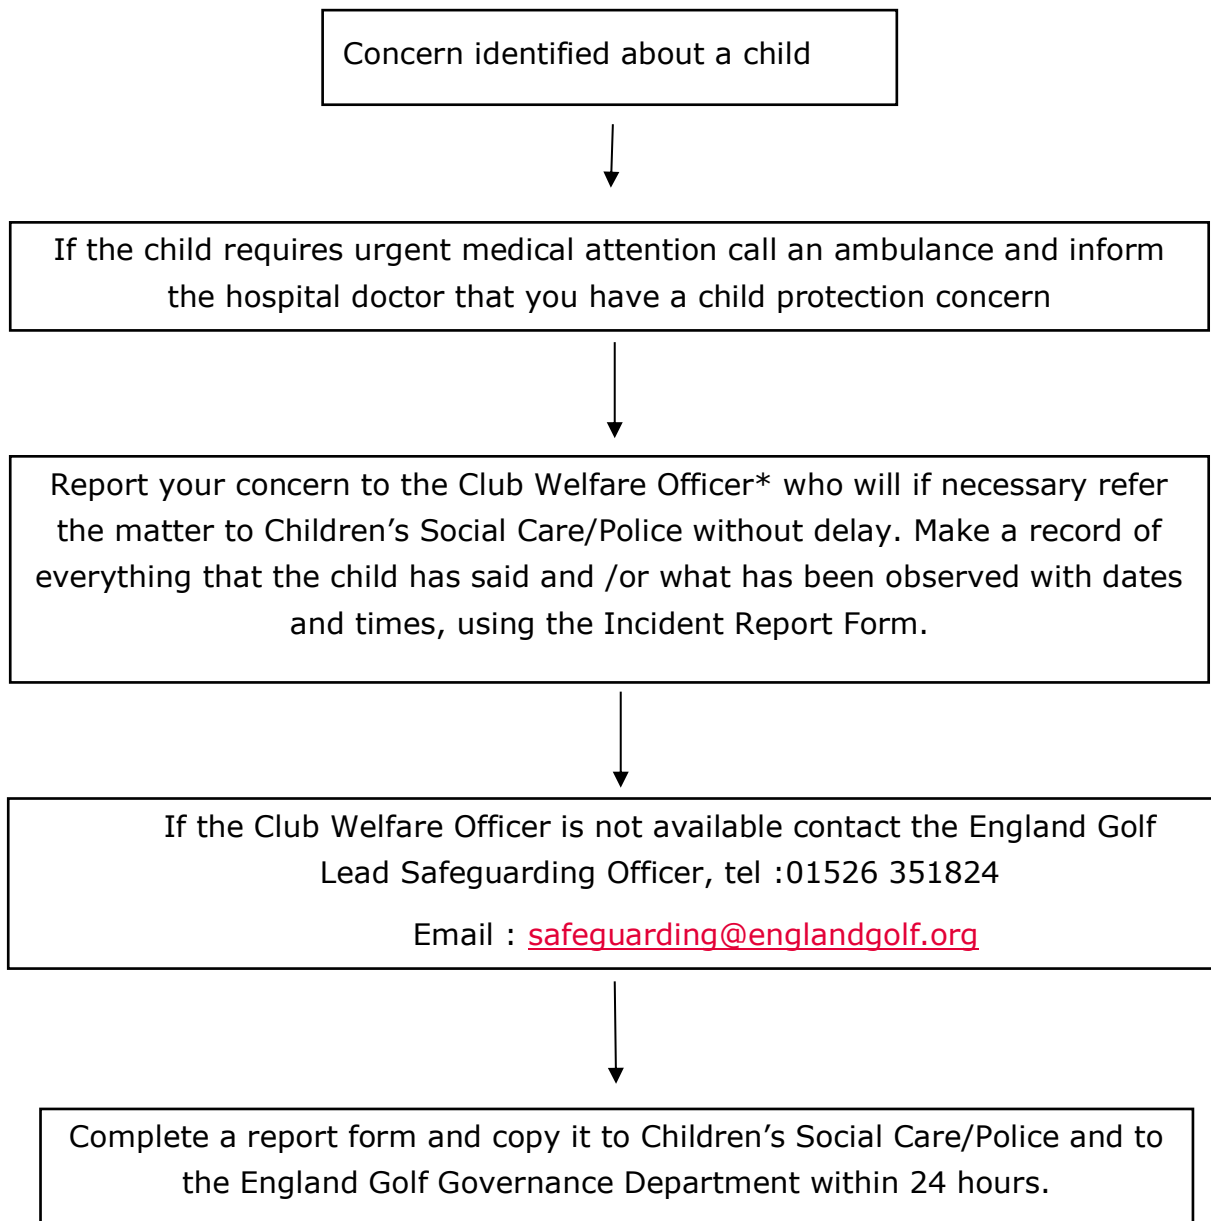 Concern identified about a child
If the child requires urgent medical attention call an ambulance and inform
the hospital doctor that you have a child protection concern
Report your concern to the Club Welfare Officer* who will if necessary refer
the matter to Children’s Social Care/Police without delay. Make a record of
everything that the child has said and /or what has been observed with dates
and times, using the Incident Report Form.
If the Club Welfare Officer is not available contact the England Golf
Lead Safeguarding Officer, tel :01526 351824
Email : safeguarding@englandgolf.org
Complete a report form and copy it to Children’s Social Care/Police and to
the England Golf Governance Department within 24 hours.